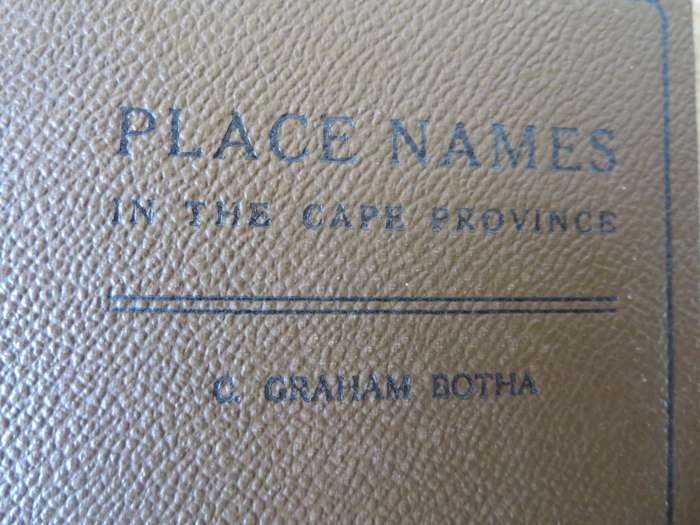 PLACE NAMES
IN THE CAPE PROVINCE
C. GRAHAM BOTHA